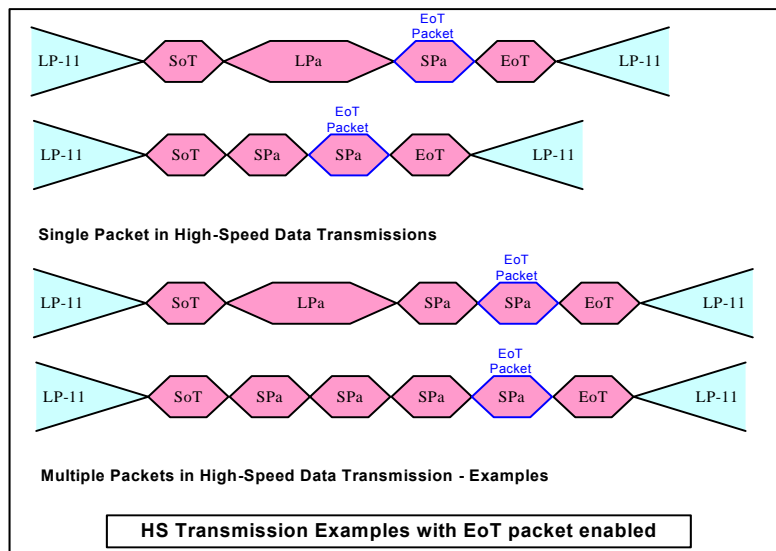 EoT
Packet
LP-11 SoT LPa SPa EoT LP-11
EoT
Packet
LP-11 SoT SPa SPa EoT LP-11
Single Packet in High-Speed Data Transmissions
EoT
Packet
LP-11 SoT LPa SPa SPa EoT LP-11
EoT
Packet
LP-11 SoT SPa SPa SPa SPa EoT LP-11
Multiple Packets in High-Speed Data Transmission - Examples
HS Transmission Examples with EoT packet enabled